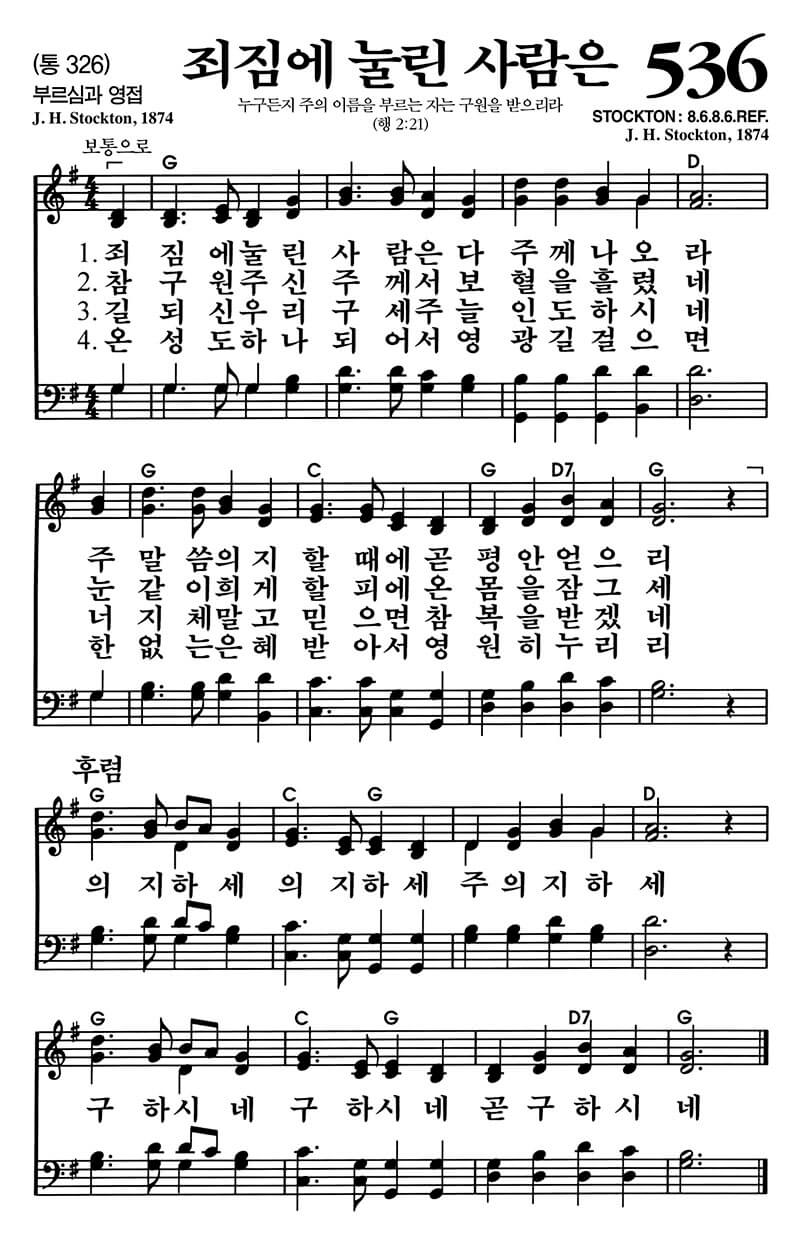 (통 326)
죄짐에 눌린 사람은 536
부르심과 영접
누구든지 주의 이름을 부르는 자는 구원을 받으리라
(행 2:21)
J. H. Stockton, 1874
STOCKTON : 8.6.8.6.REF.
J. H. Stockton, 1874
보통으로
G D
4 4
1. 죄 짐 에눌 린 사 람은 다 주 께 나 오 라
2. 참 구 원주 신 주 께서 보 혈 을 흘 렸 네
3. 길 되 신우 리 구 세주 늘 인 도 하 시 네
4. 온 성 도하 나 되 어서 영 광 길 걸 으 면
4 4
G C G D7 G
주 말 씀의 지 할 때에 곧 평 안 얻 으 리
눈 같 이희 게 할 피에 온 몸 을 잠 그 세
너 지 체말 고 믿 으면 참 복 을 받 겠 네
한 없 는은 혜 받 아서 영 원 히 누 리 리
후렴
G C G D
의 지하 세 의 지하 세 주 의 지 하 세
G C G D7 G
구 하시 네 구 하시 네 곧 구 하 시 네